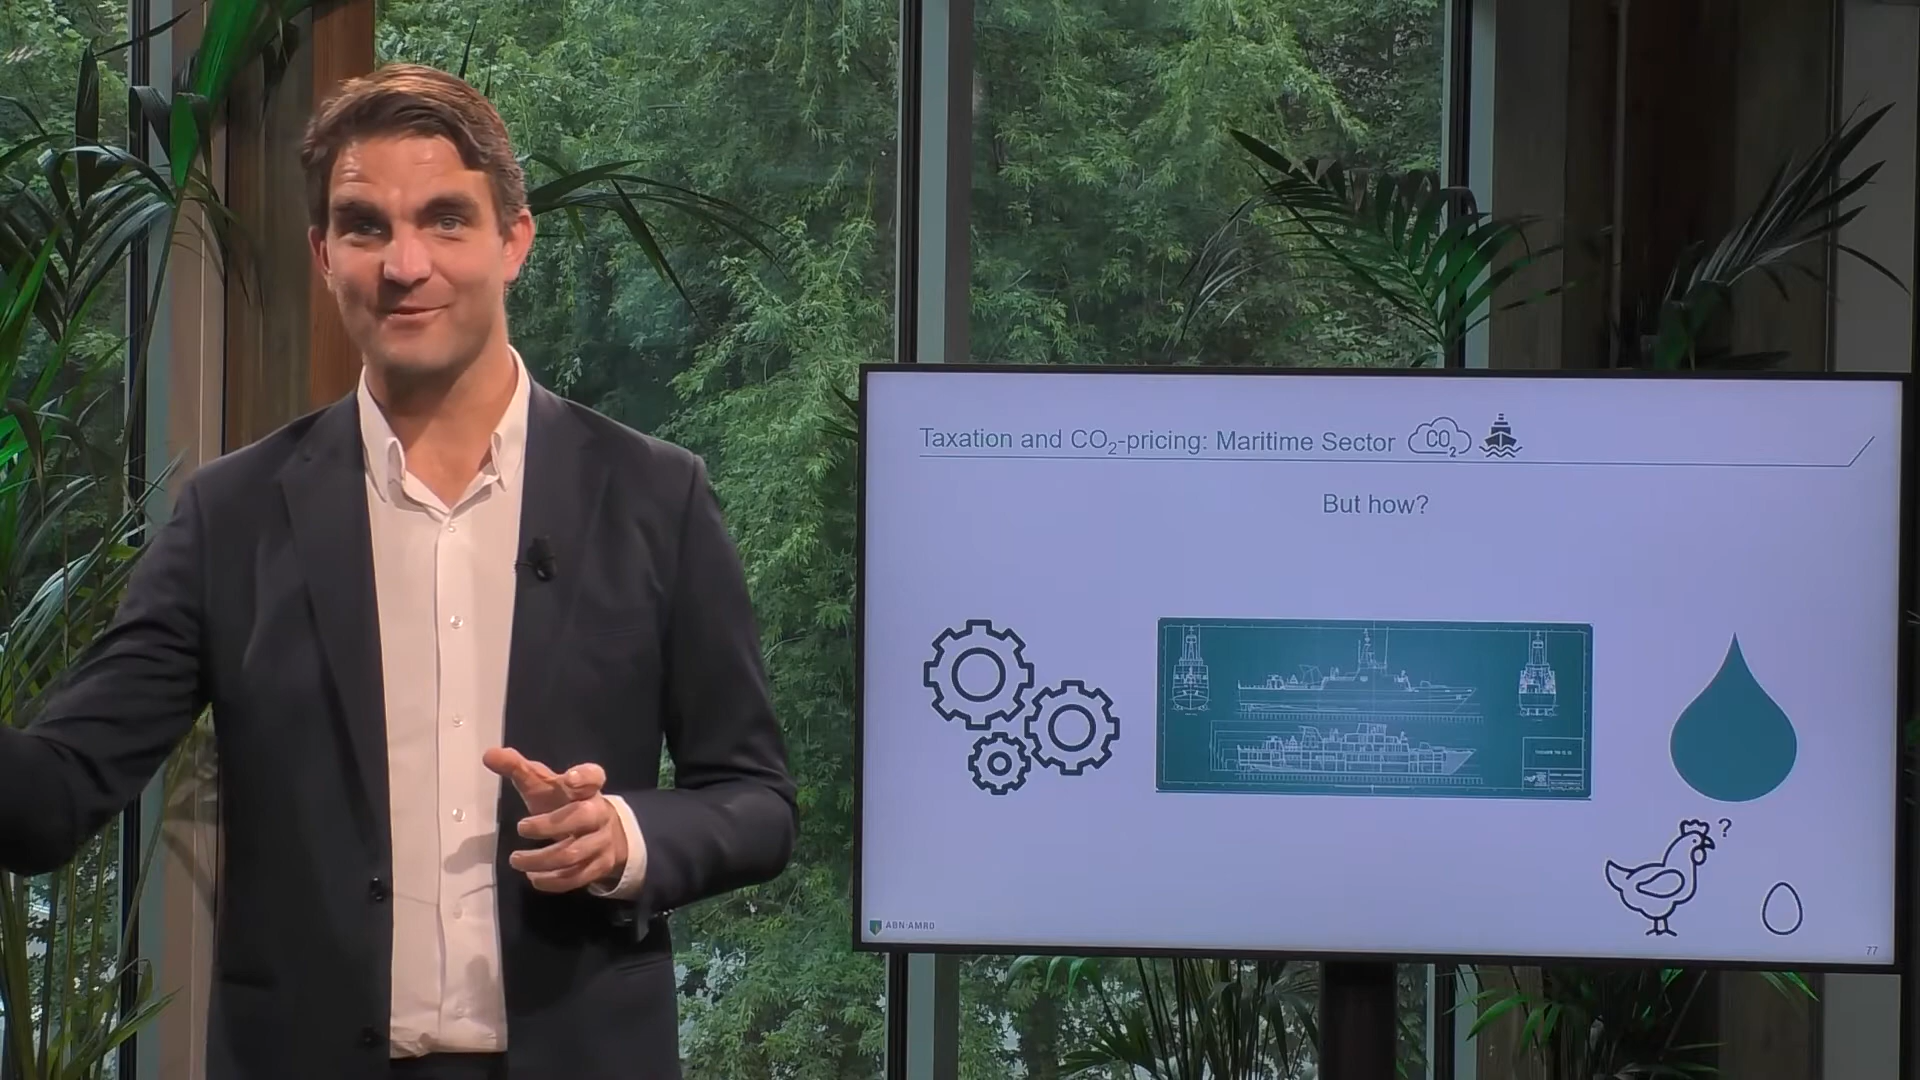 Taxation and CO₂-pricing: Maritime Sector
CO₂
But how?
?
ABN·AMRO
77